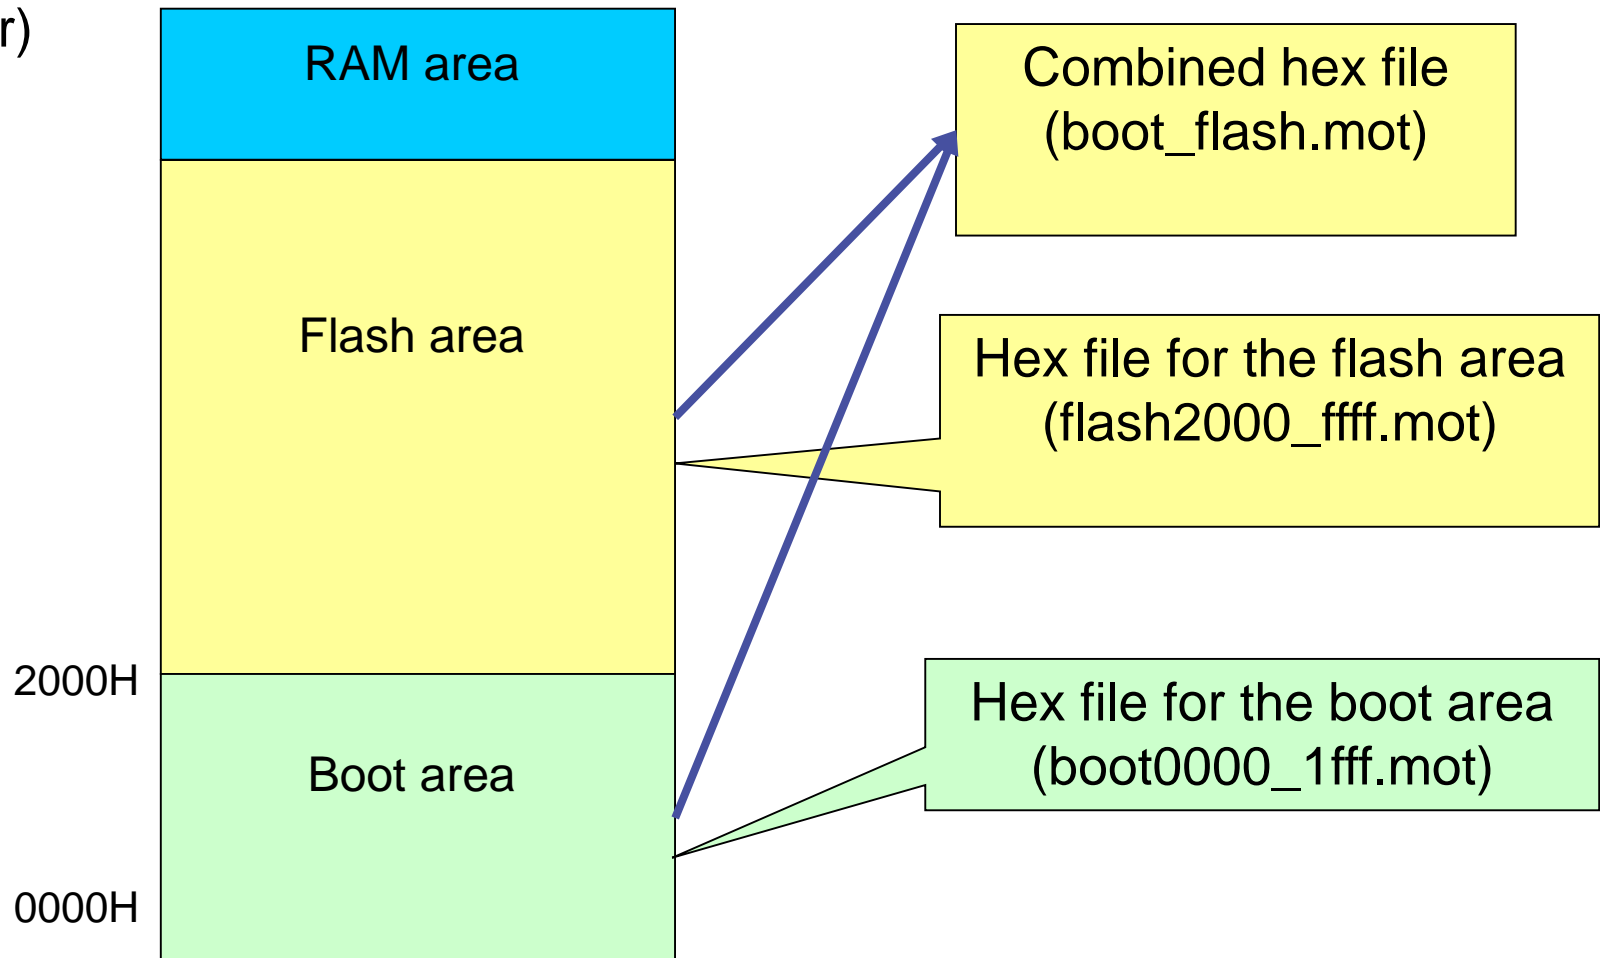 r)
RAM area
Combined hex file
(boot_flash.mot)
Flash area
Hex file for the flash area
(flash2000_ffff.mot)
2000H
Hex file for the boot area
(boot0000_1fff.mot)
Boot area
0000H